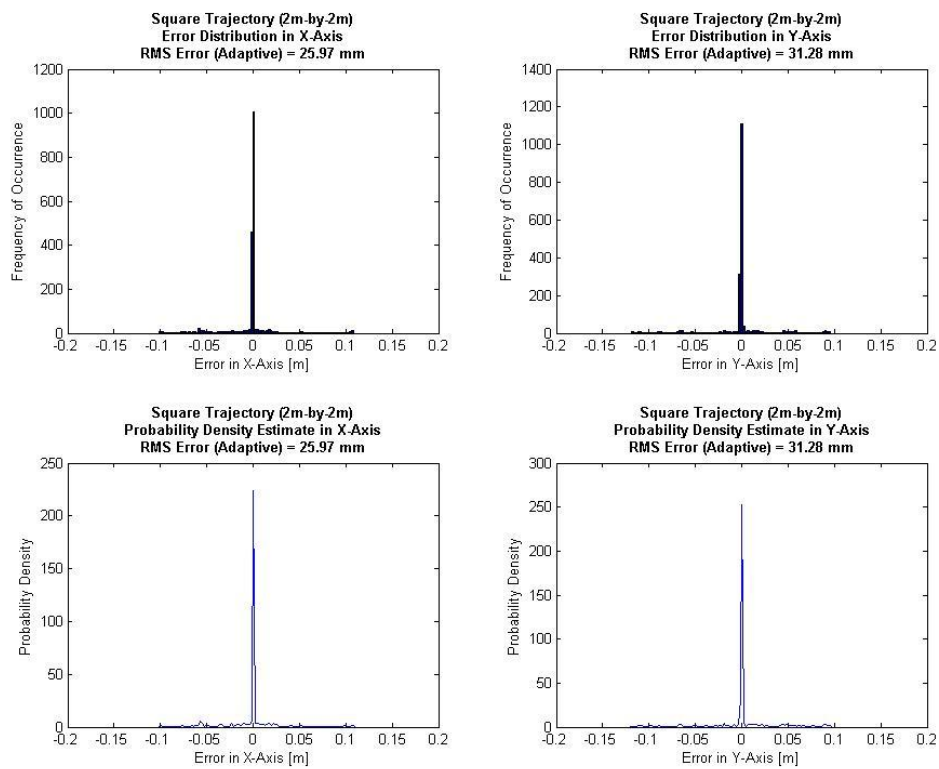 Square Trajectory (2m-by-2m)
Error Distribution in X-Axis
RMS Error (Adaptive) = 25.97 mm
1200
1000
800
600
400
200
0
Frequency of Occurrence
-0.2 -0.15 -0.1 -0.05 0 0.05 0.1 0.15 0.2
Error in X-Axis [m]
Square Trajectory (2m-by-2m)
Error Distribution in Y-Axis
RMS Error (Adaptive) = 31.28 mm
1400
1200
1000
800
600
400
200
0
Frequency of Occurrence
-0.2 -0.15 -0.1 -0.05 0 0.05 0.1 0.15 0.2
Error in Y-Axis [m]
Square Trajectory (2m-by-2m)
Probability Density Estimate in X-Axis
RMS Error (Adaptive) = 25.97 mm
250
200
150
100
50
0
Probability Density
-0.2 -0.15 -0.1 -0.05 0 0.05 0.1 0.15 0.2
Error in X-Axis [m]
Square Trajectory (2m-by-2m)
Probability Density Estimate in Y-Axis
RMS Error (Adaptive) = 31.28 mm
300
250
200
150
100
50
0
Probability Density
-0.2 -0.15 -0.1 -0.05 0 0.05 0.1 0.15 0.2
Error in Y-Axis [m]